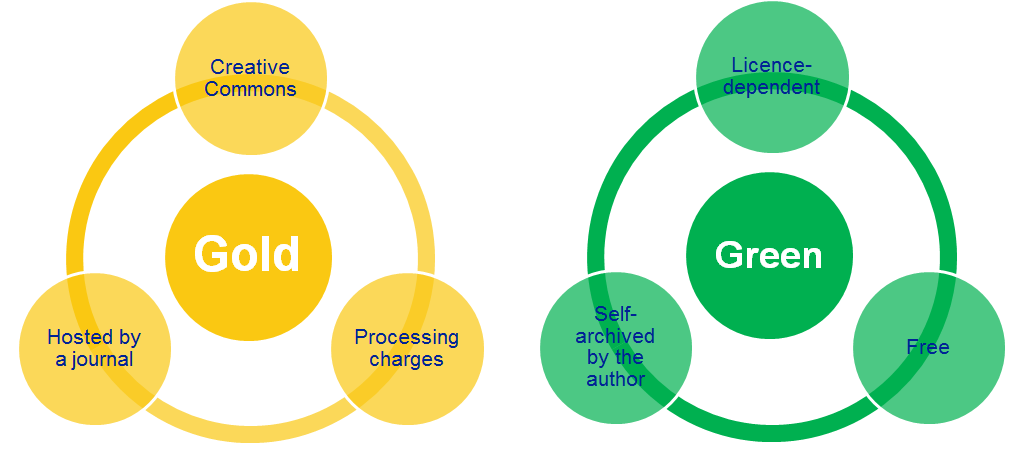 Creative
Commons
Gold
Hosted by
a journal
Processing
charges
Licence-
dependent
Green
Self-
archived
by the
author
Free